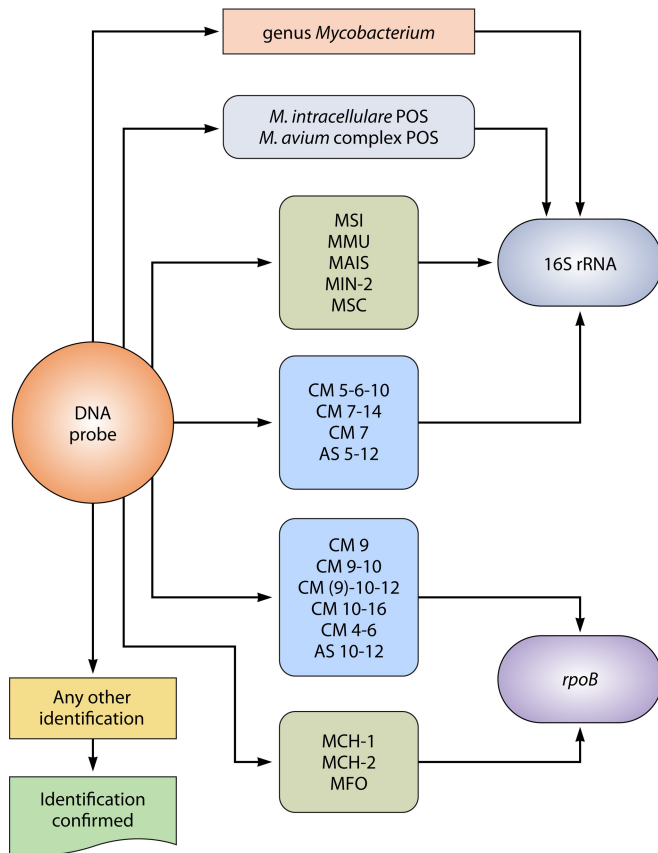 genus Mycobacterium
M. intracellulare POS
M. avium complex POS
MSI
MMU
MAIS
MIN-2
MSC
16S rRNA
DNA
probe
CM 5-6-10
CM 7-14
CM 7
AS 5-12
CM 9
CM 9-10
CM (9)-10-12
CM 10-16
CM 4-6
AS 10-12
rpoB
Any other
identification
MCH-1
MCH-2
MFO
Identification
confirmed